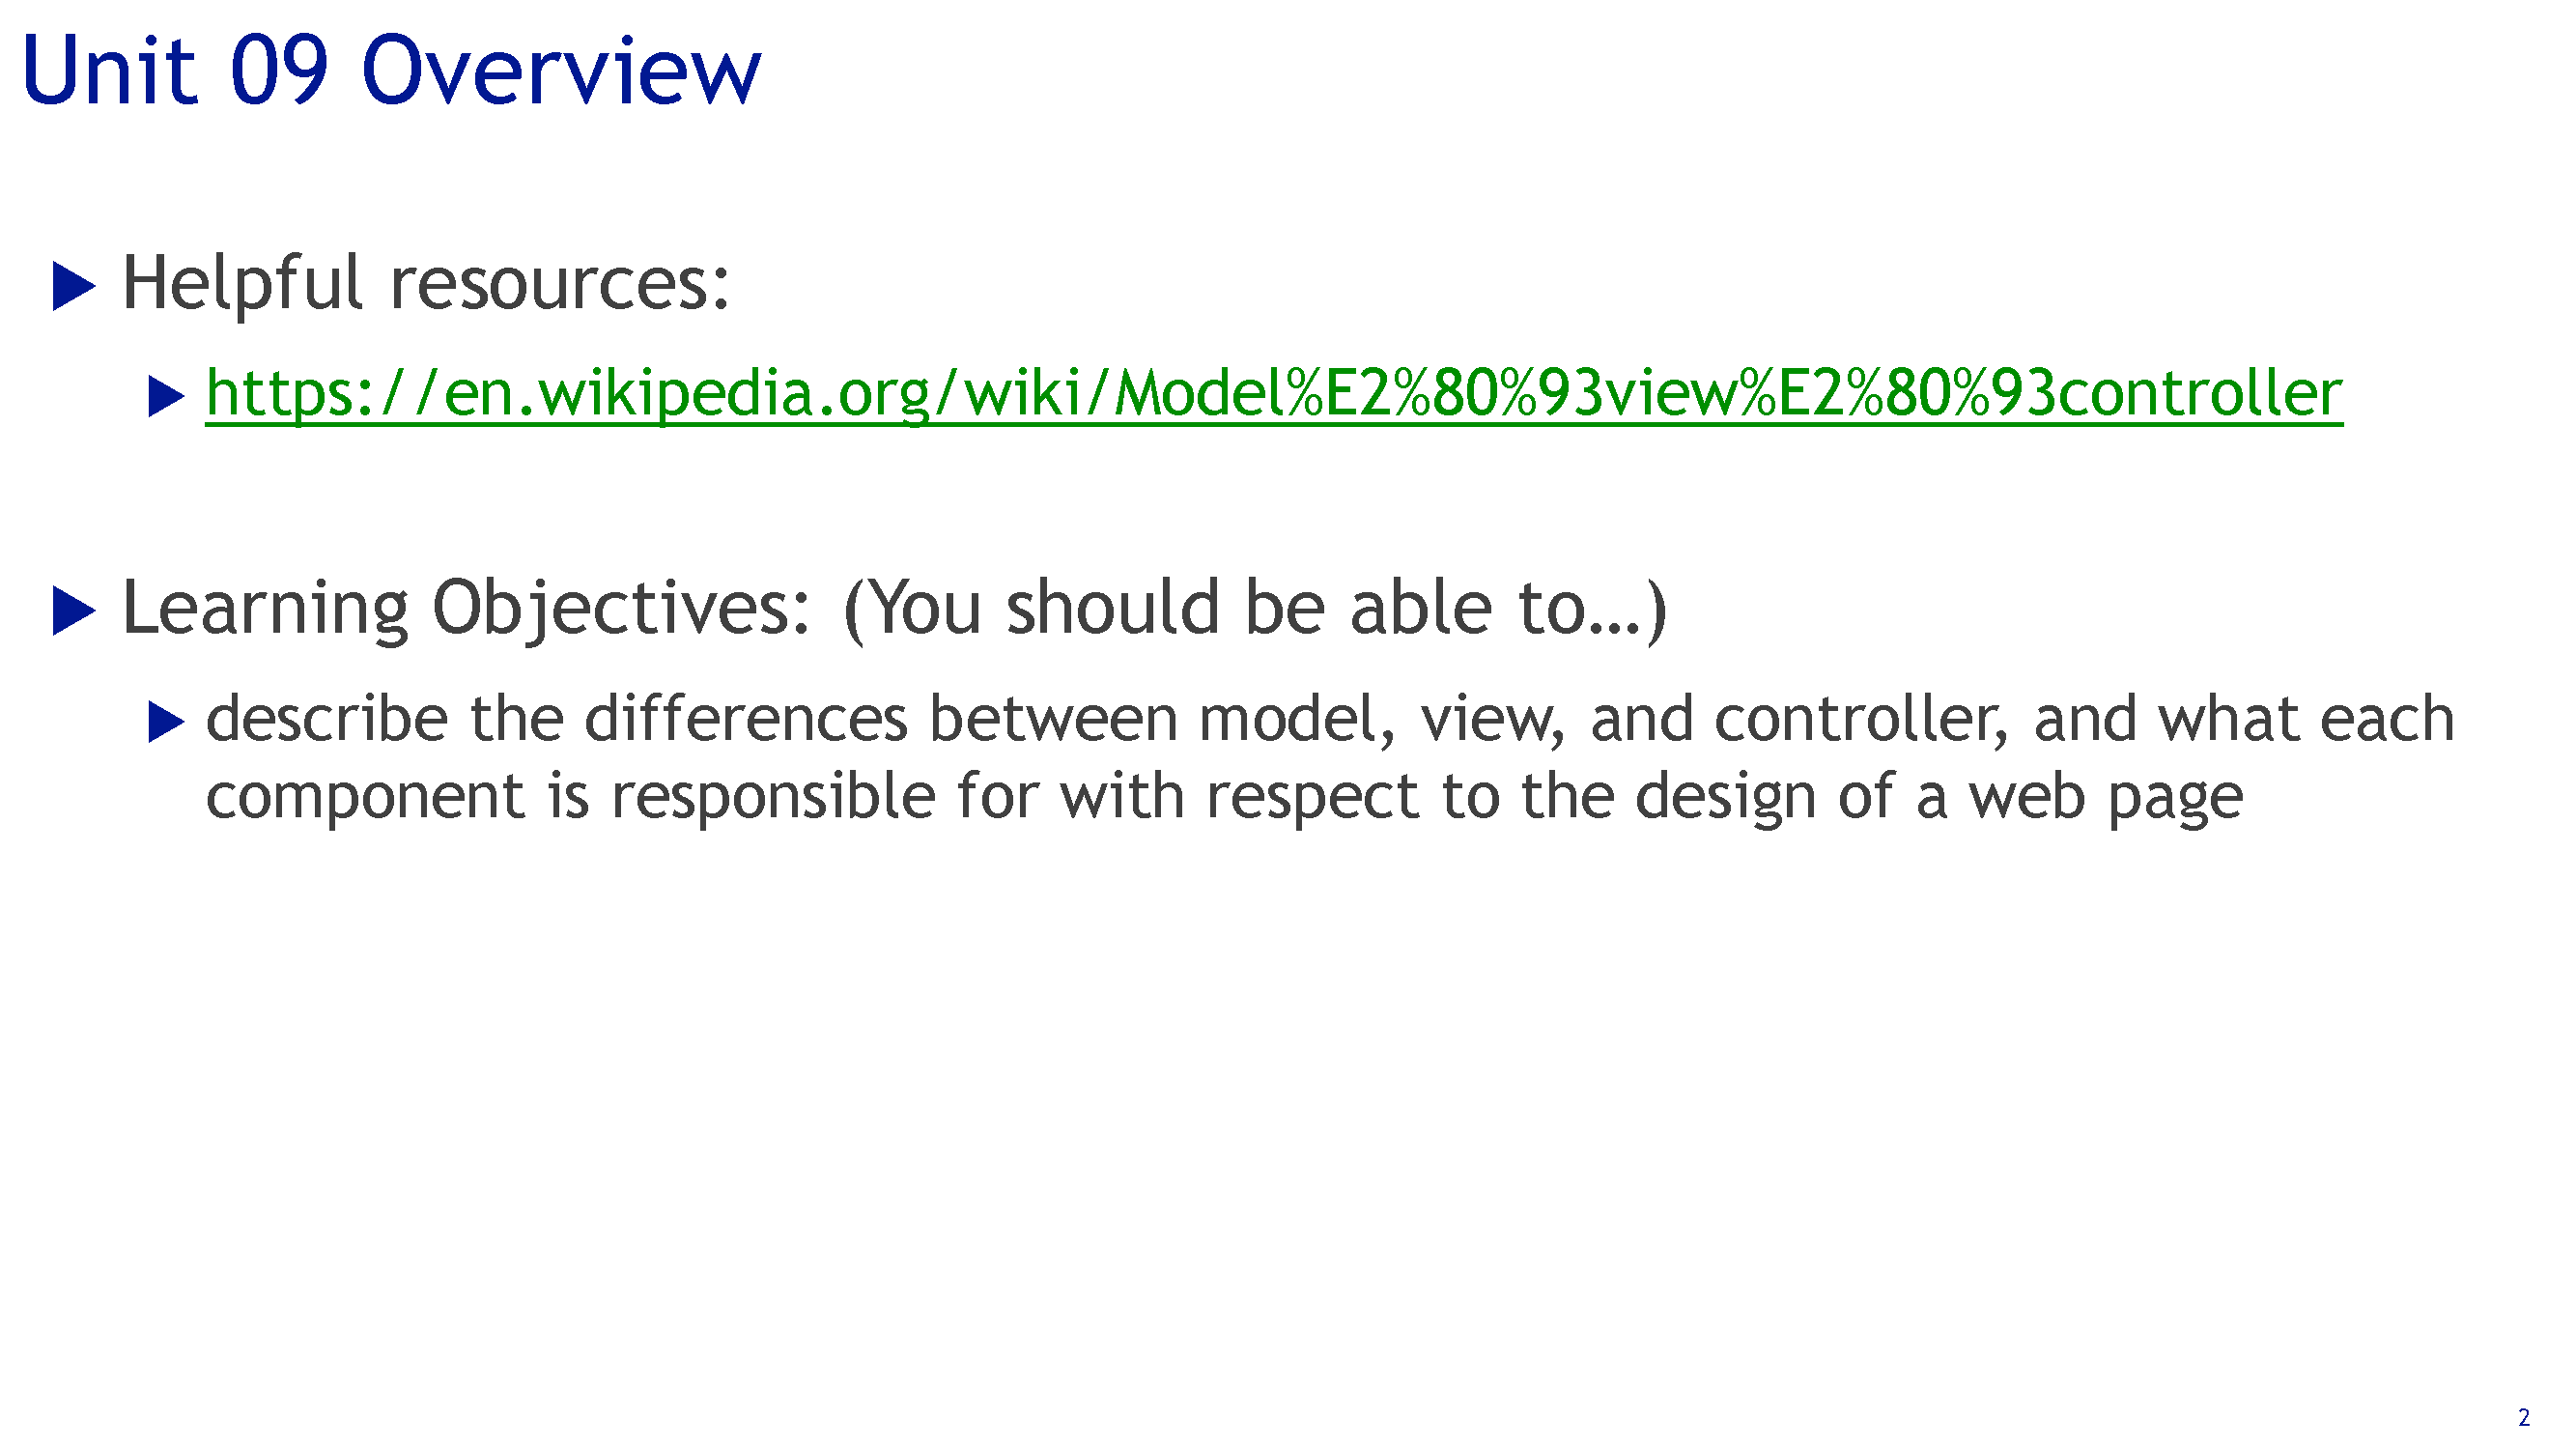 Unit 09 Overview
Helpful resources:
https://en.wikipedia.org/wiki/Model%E2%80%93view%E2%80%93controller
Learning Objectives: (You should be able to…)
describe the differences between model, view, and controller, and what each
component is responsible for with respect to the design of a web page
2